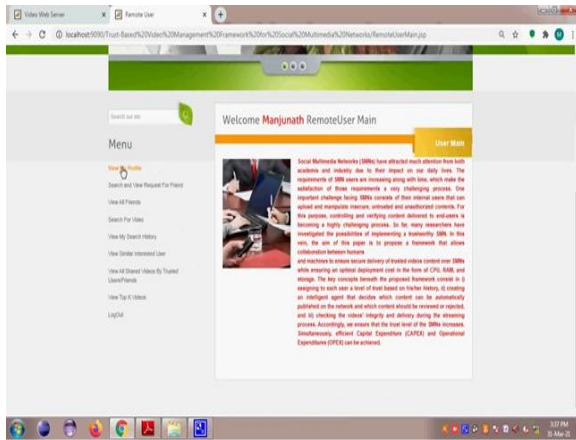 Video Web Server
Remote User
localhost:9090/Trust-Based%20Video%20Management%20Framework%20for%20Social%20Multimedia%20Networks/RemoteUserMain.jsp
Search our site
Welcome Manjunath RemoteUser Main
Menu
User Main
View My Profile
Search and View Request For Friend
View All Friends
Search For Video
View My Search History
View Similar Interested User
View All Shared Videos By Trusted
Users/Friends
View Top K Videos
LogOut
Social Multimedia Networks (SMNs) have attracted much attention from both
academia and industry due to their impact on our daily lives. The
requirements of SMN users are increasing along with time, which make the
satisfaction of those requirements a very challenging process. One
important challenge facing SMNs consists of their internal users that can
upload and manipulate insecure, untrusted and unauthorized contents. For
this purpose, controlling and verifying content delivered to end-users is
becoming a highly challenging process. So far, many researchers have
investigated the possibilities of implementing a trustworthy SMN. In this
vein, the aim of this paper is to propose a framework that allows
collaboration between humans
and machines to ensure secure delivery of trusted videos content over SMNs
while ensuring an optimal deployment cost in the form of CPU, RAM, and
storage. The key concepts beneath the proposed framework consist in i)
assigning to each user a level of trust based on his/her history, ii) creating
an intelligent agent that decides which content can be automatically
published on the network and which content should be reviewed or rejected,
and iii) checking the videos' integrity and delivery during the streaming
process. Accordingly, we ensure that the trust level of the SMNs increases.
Simultaneously, efficient Capital Expenditure (CAPEX) and Operational
Expenditures (OPEX) can be achieved.
3:37 PM
31-Mar-21